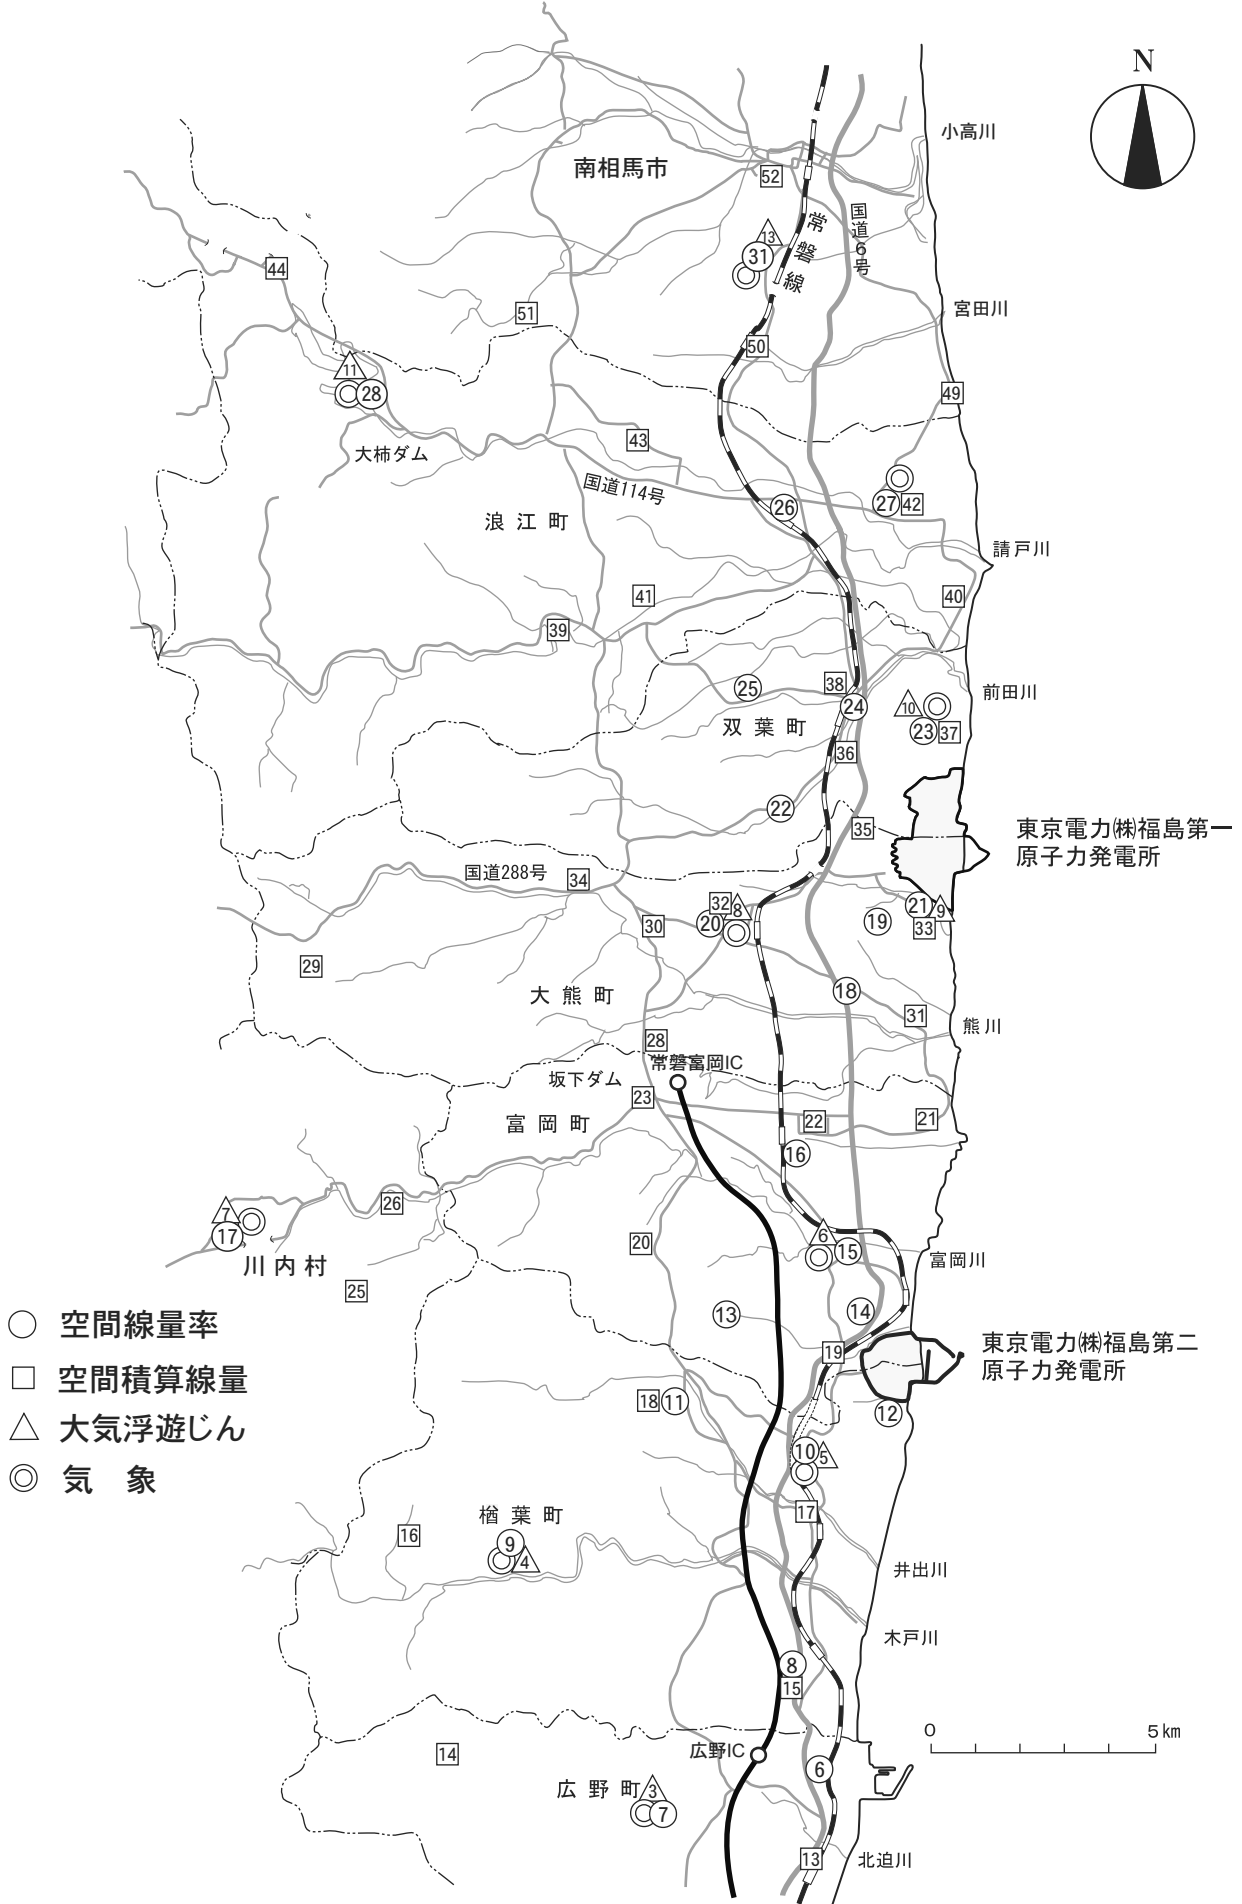 N
小高川
南相馬市
52
国道6号
常磐線
13
31
44
宮田川
51
50
11
28
49
43
大柿ダム
国道114号
27
42
26
浪江町
請戸川
41
40
39
38
25
前田川
24
10
23
37
双葉町
36
22
35
東京電力㈱福島第一
原子力発電所
国道288号
34
32
8
20
21
9
19
33
30
29
18
大熊町
31
熊川
28
常磐富岡IC
坂下ダム
23
22
21
富岡町
16
26
7
17
6
15
20
川内村
富岡川
25
○ 空間線量率
13
14
東京電力㈱福島第二
原子力発電所
19
□ 空間積算線量
18
11
12
△ 大気浮遊じん
10
5
◎ 気 象
17
楢葉町
16
9
4
井出川
木戸川
8
15
0
5km
14
広野IC
6
広野町
3
7
13
北迫川